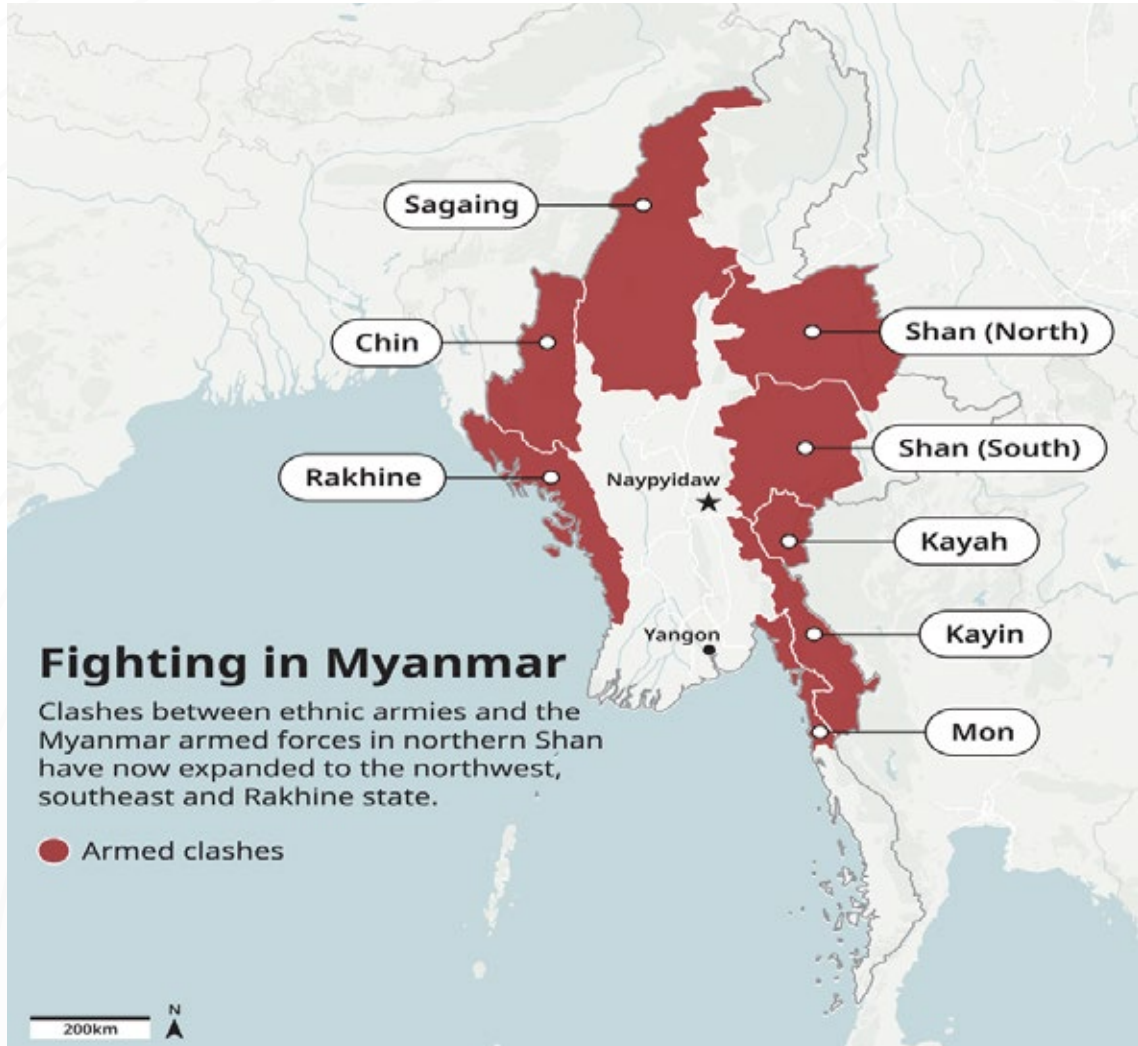 Sagaing
Chin
Shan (North)
Rakhine
Shan (South)
Naypyidaw
Kayah
Kayin
Yangon
Mon
Fighting in Myanmar
Clashes between ethnic armies and the
Myanmar armed forces in northern Shan
have now expanded to the northwest,
southeast and Rakhine state.
Armed clashes
200km
N